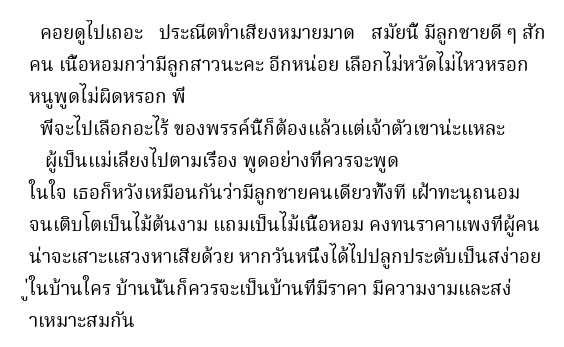 คอยดูไปเถอะ ประณีตทำเสียงหมายมาด สมัยนี้ มีลูกชายดี ๆ สัก
คน เนื้อหอมกว่ามีลูกสาวนะคะ อีกหน่อย เลือกไม่หวัดไม่ไหวหรอก
หนูพูดไม่ผิดหรอก พี่
พี่จะไปเลือกอะไร้ ของพรรค์นี้ก็ต้องแล้วแต่เจ้าตัวเขาน่ะแหละ
ผู้เป็นแม่เลี่ยงไปตามเรื่อง พูดอย่างที่ควรจะพูด
ในใจ เธอก็หวังเหมือนกันว่ามีลูกชายคนเดียวทั้งที เฝ้าทะนุถนอม
จนเติบโตเป็นไม้ต้นงาม แถมเป็นไม้เนื้อหอม คงทนราคาแพงที่ผู้คน
น่าจะเสาะแสวงหาเสียด้วย หากวันหนึ่งได้ไปปลูกประดับเป็นสง่าอย
ู่ในบ้านใคร บ้านนั้นก็ควรจะเป็นบ้านที่มีราคา มีความงามและสง่
าเหมาะสมกัน